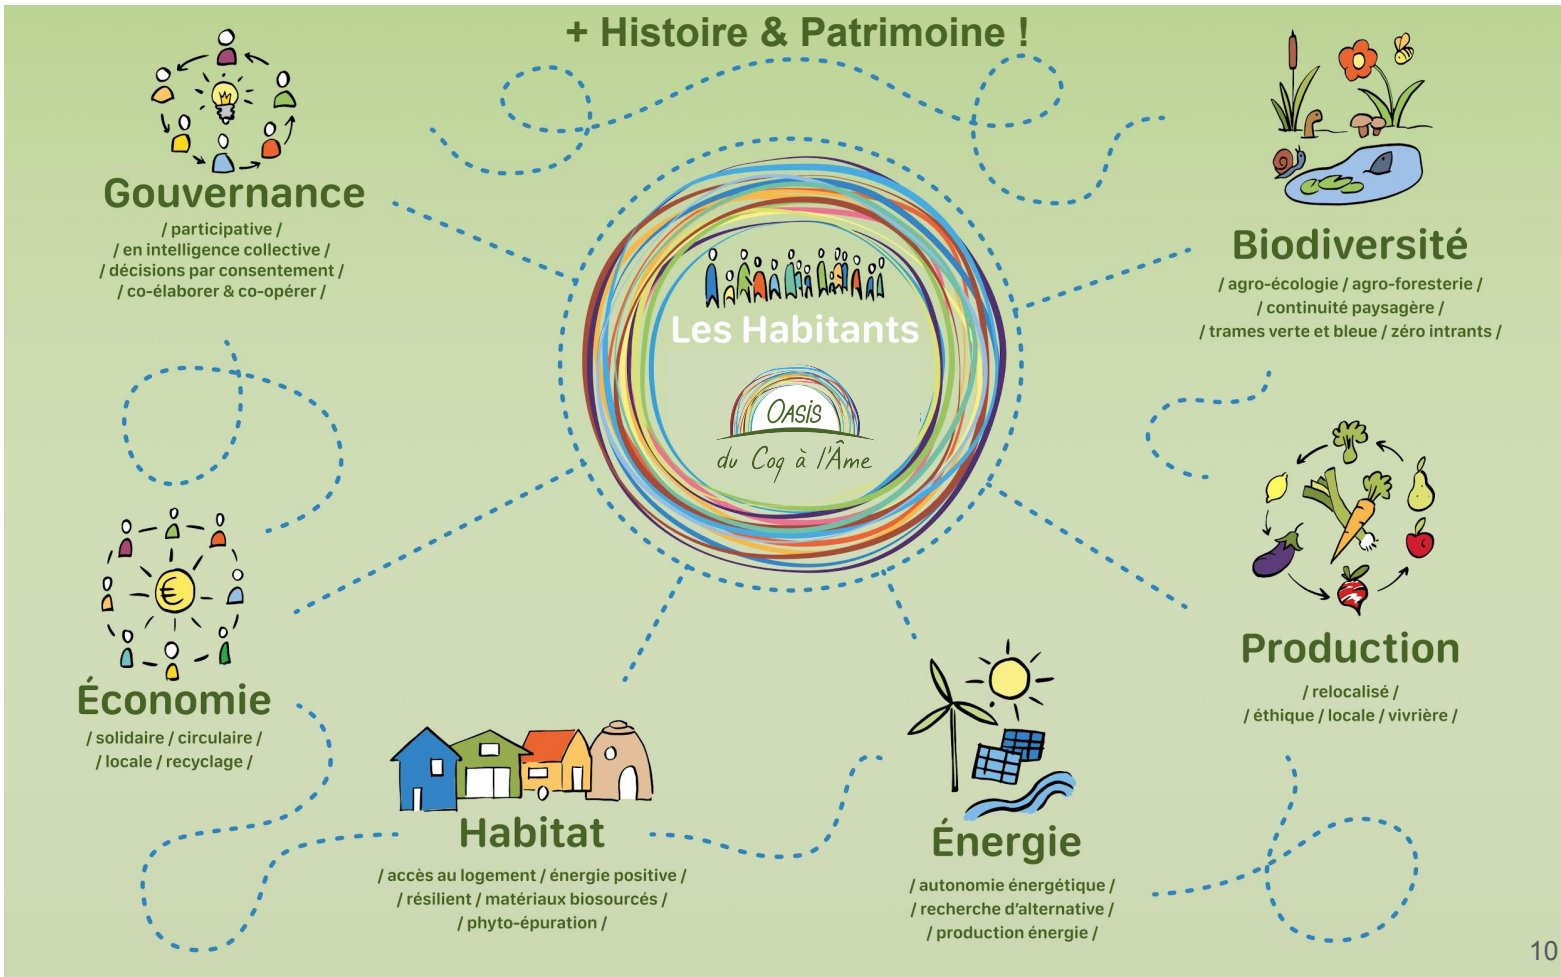 + Histoire & Patrimoine !
Gouvernance
/ participative /
/ en intelligence collective /
/ décisions par consentement /
/ co-élaborer & co-opérer /
Biodiversité
/ agro-écologie / agro-foresterie /
/ continuité paysagère /
/ trames verte et bleue / zéro intrants /
Les Habitants
OASIS
du Coq à l'Âme
Économie
/ solidaire / circulaire /
/ locale / recyclage /
Production
/ relocalisé /
/ éthique / locale / vivrière /
Habitat
/ accès au logement / énergie positive /
/ résilient / matériaux biosourcés /
/ phyto-épuration /
Énergie
/ autonomie énergétique /
/ recherche d'alternative /
/ production énergie /
10